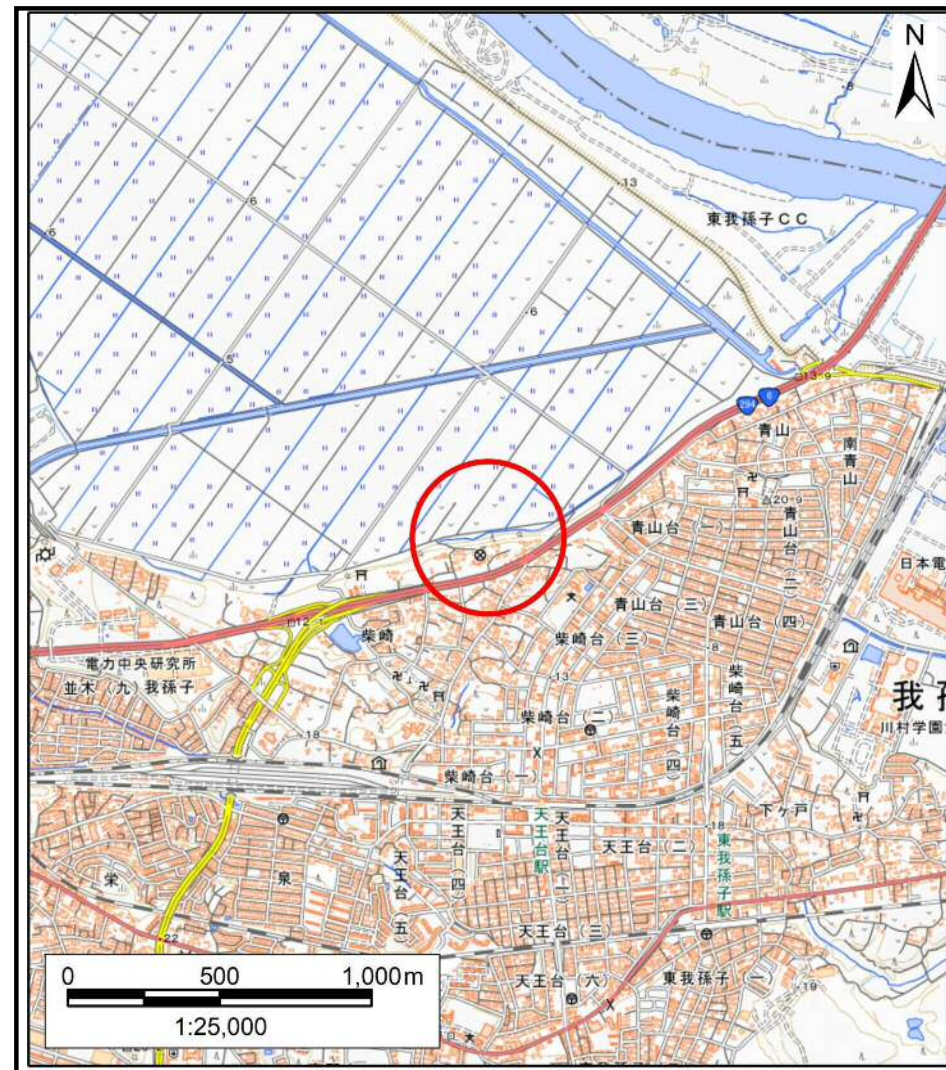 N
8
13
東我孫子CC
6
6
6
5
13.9
294
6
青山
南青山
20.9
青山台(一)
青山台(二)
日本電
青山台(三)
青山台(四)
12.1
柴崎
柴崎台(三)
8
電力中央研究所
並木(九)我孫子
13
柴崎台(二)
柴崎台(四)
柴崎台(五)
我孫
川村学園
18
柴崎台(一)
下ヶ戸
天王台(四)
天王台駅
天王台(一)
天王台(二)
18
東我孫子駅
天王台(五)
栄
泉
22
天王台(三)
天王台(六)
東我孫子(一)
19
0 500 1,000m
1:25,000